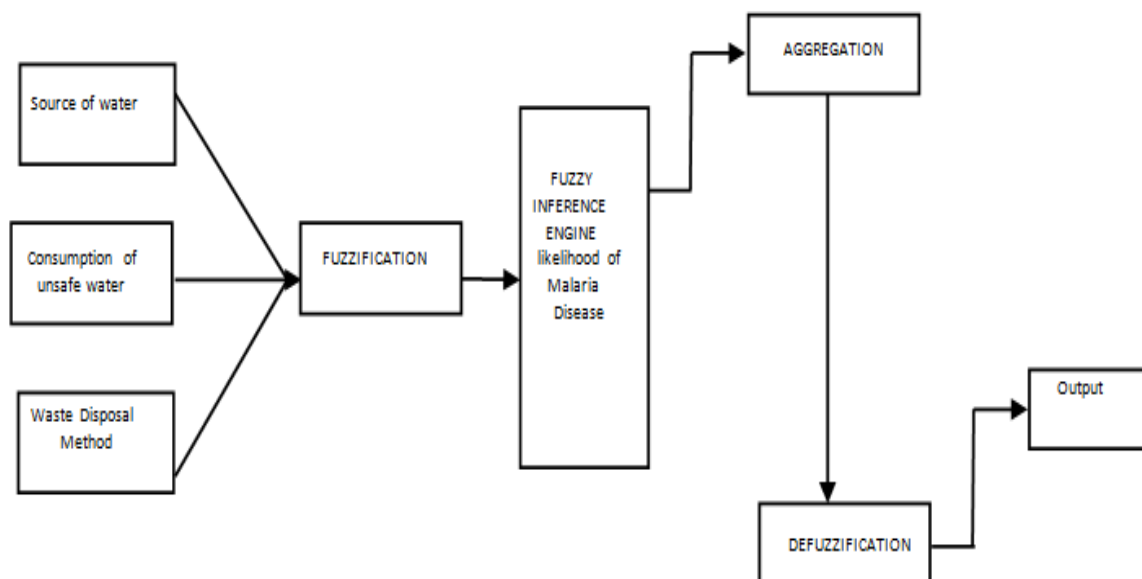 Source of water
Consumption of
unsafe water
Waste Disposal
Method
FUZZIFICATION
FUZZY
INFERENCE
ENGINE
likelihood of
Malaria
Disease
AGGREGATION
DEFUZZIFICATION
Output